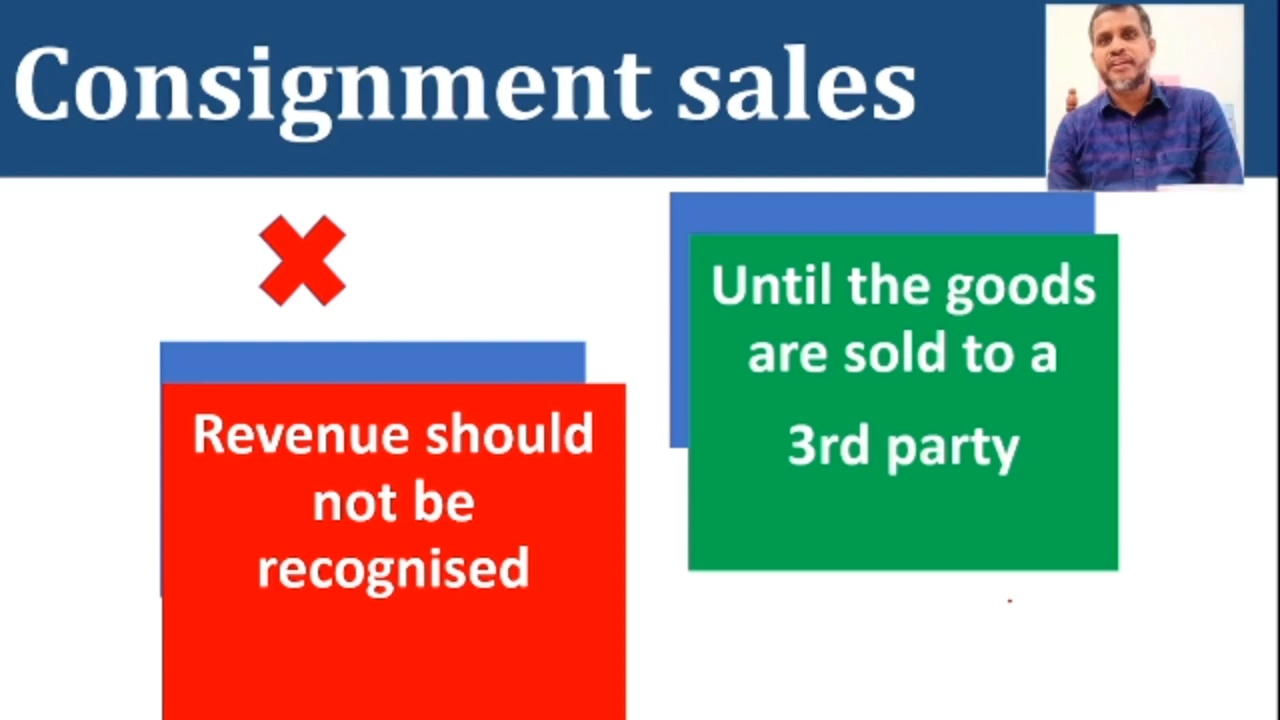 Consignment sales
Revenue should
not be
recognised
Until the goods
are sold to a
3rd party